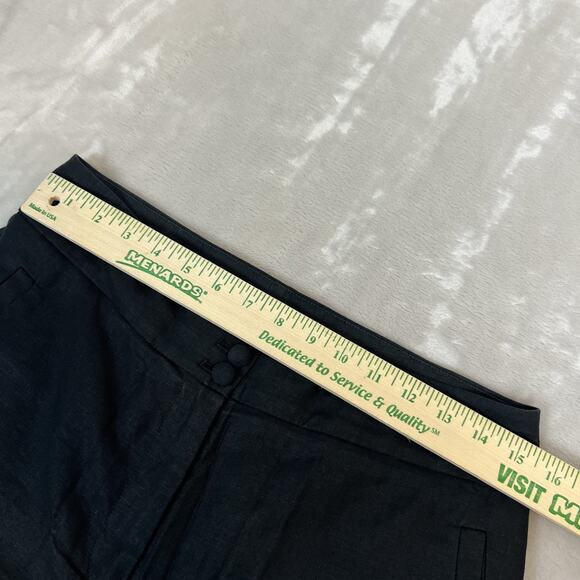 1 2 3 4 5 6 7 8 9 10 11 12 13 14 15 16
Made in USA
MENARDS®
Dedicated to Service & Quality SM
VISIT